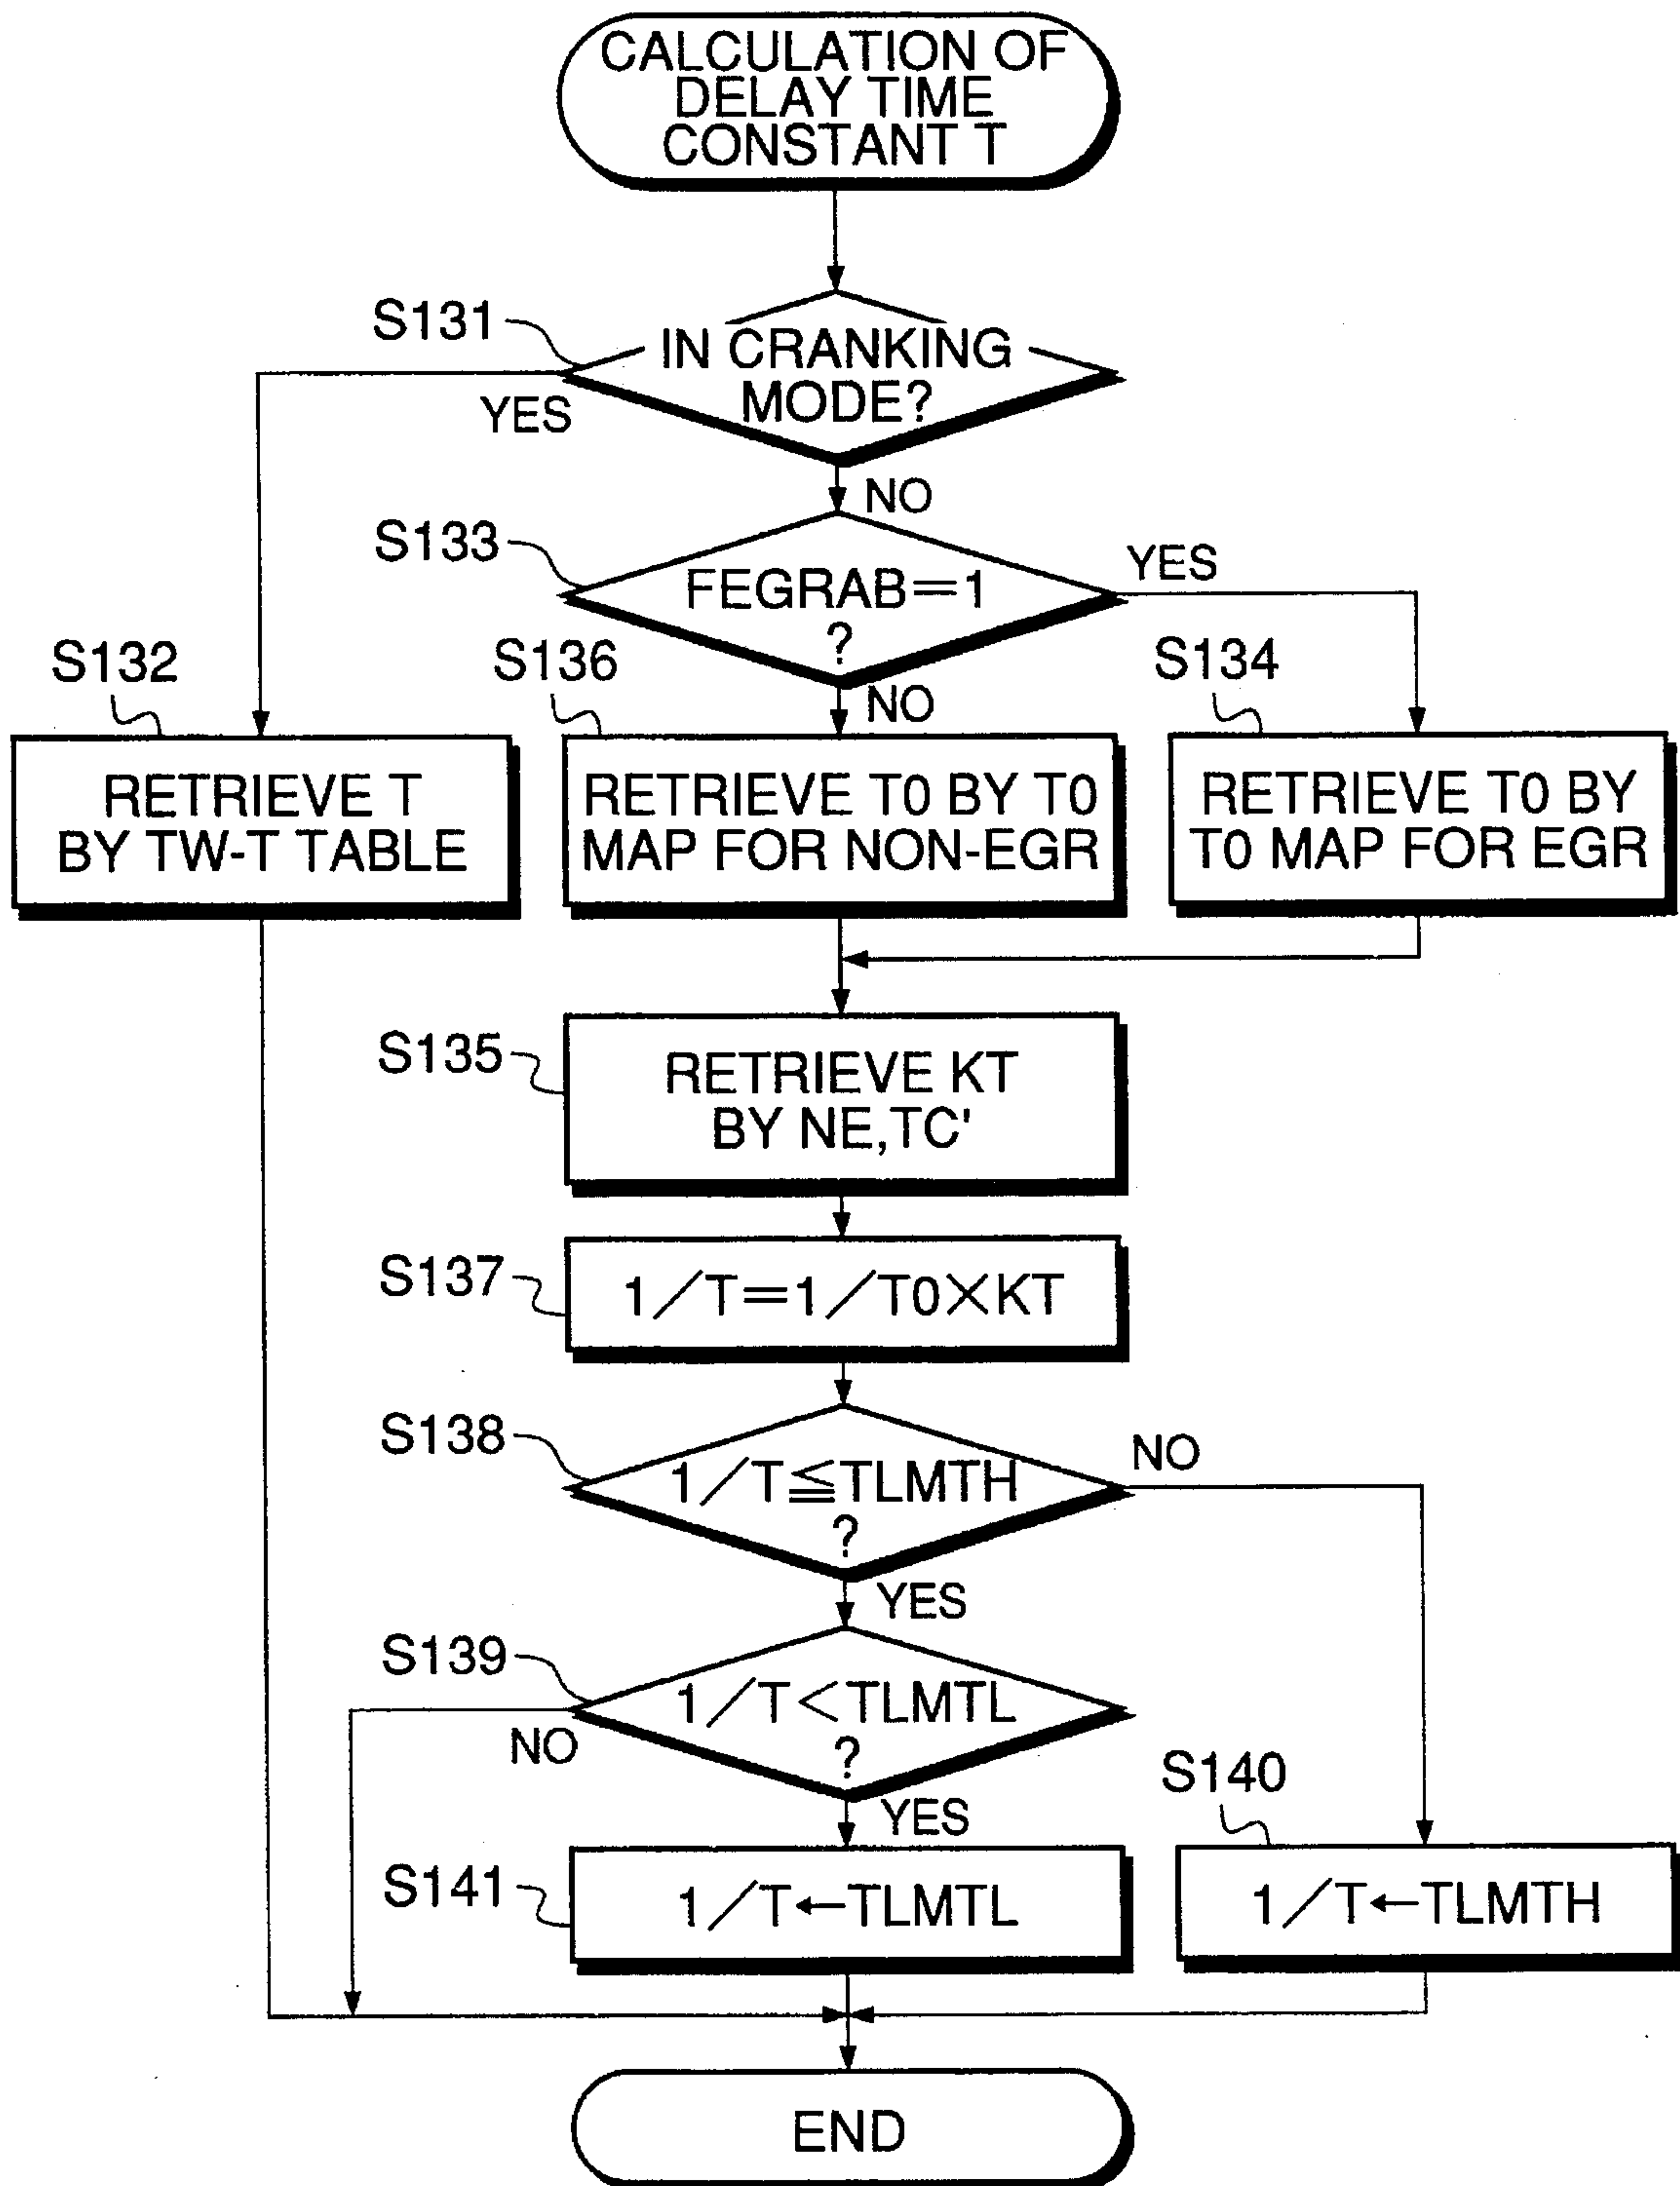 CALCULATION OF
DELAY TIME
CONSTANT T
S131
IN CRANKING
MODE?
YES
NO
S133
FEGRAB=1
?
YES
NO
S132
S136
S134
RETRIEVE T
BY TW-T TABLE
RETRIEVE T0 BY T0
MAP FOR NON-EGR
RETRIEVE T0 BY
T0 MAP FOR EGR
S135
RETRIEVE KT
BY NE,TC'
S137
1/T=1/T0×KT
S138
1/T≦TLMTH
?
NO
YES
S139
1/T<TLMTL
?
NO
YES
S140
S141
1/T←TLMTL
1/T←TLMTH
END